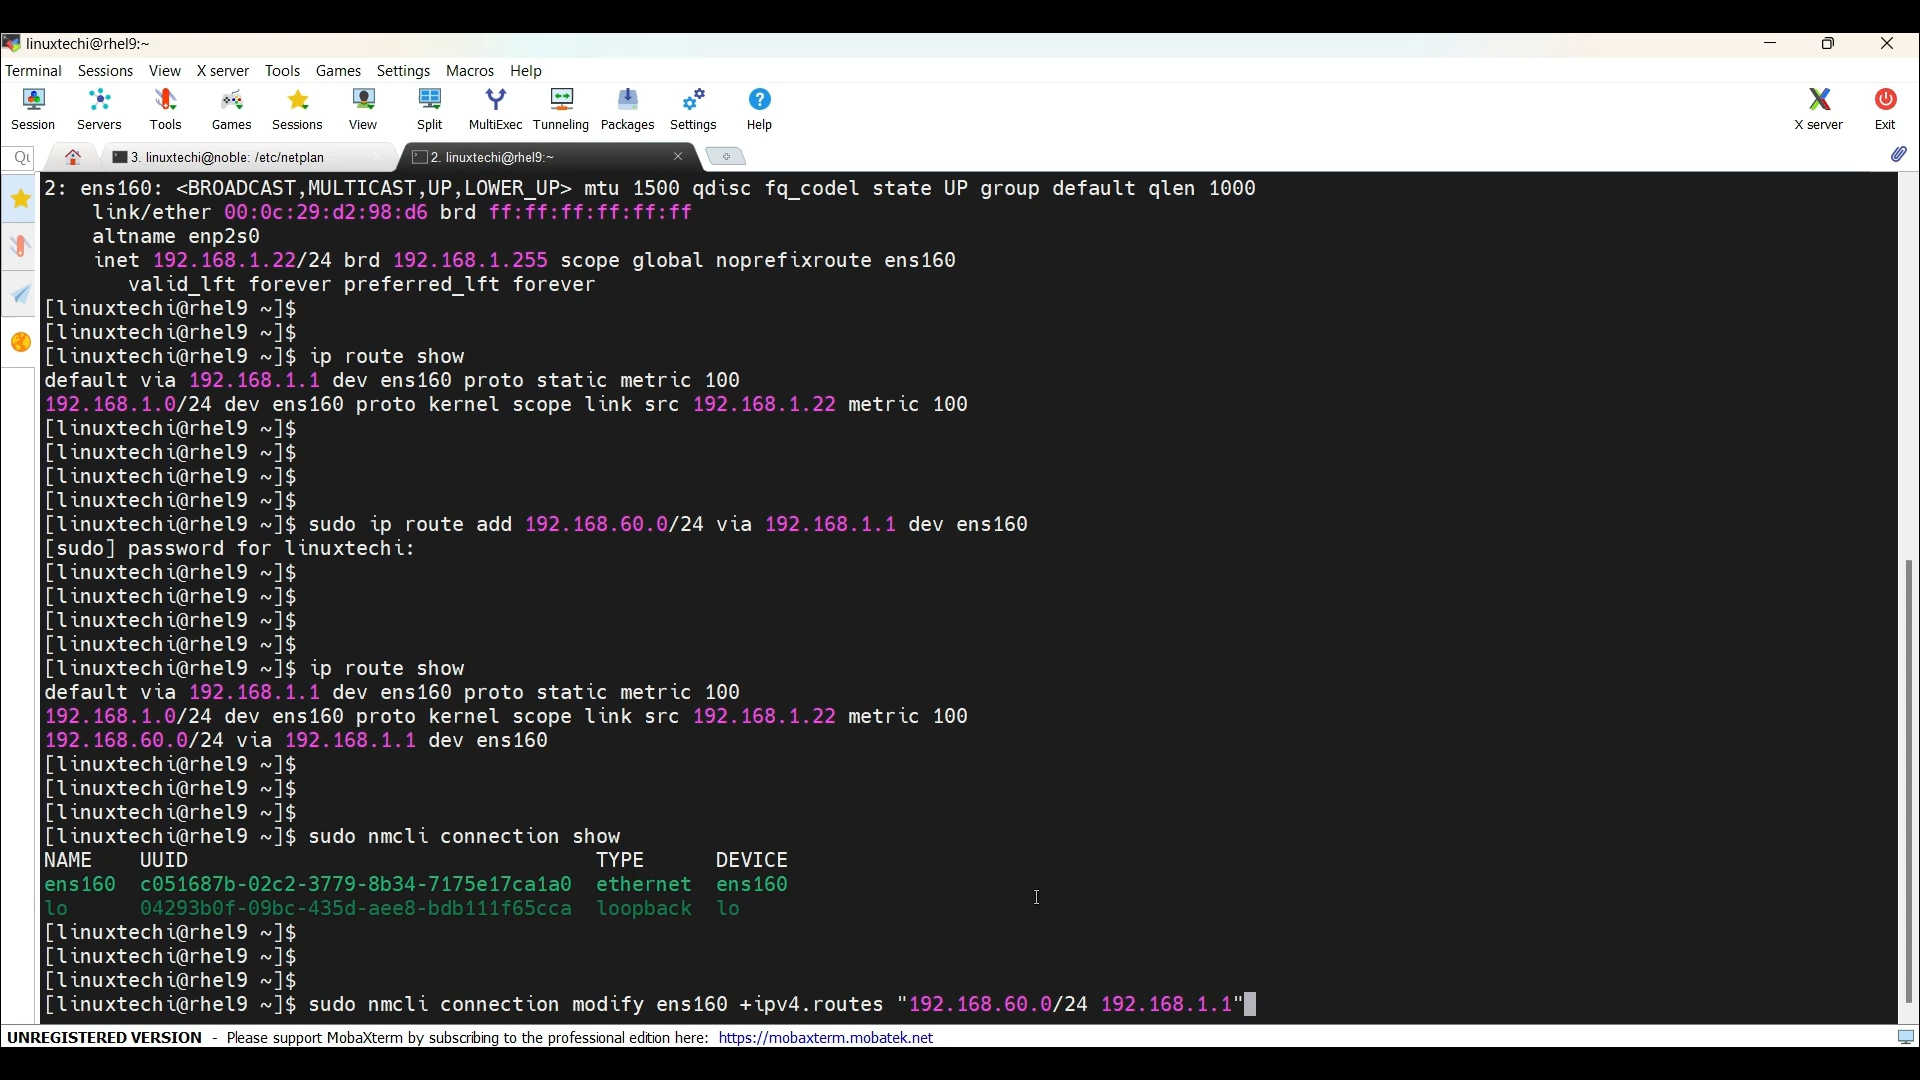 linuxtechi@rhel9:~
Terminal Sessions View X server Tools Games Settings Macros Help
Session Servers Tools Games Sessions View Split MultiExec Tunneling Packages Settings Help X server Exit
3. linuxtechi@noble: /etc/netplan 2. linuxtechi@rhel9:~
2: ens160: <BROADCAST,MULTICAST,UP,LOWER_UP> mtu 1500 qdisc fq_codel state UP group default qlen 1000
link/ether 00:0c:29:d2:98:d6 brd ff:ff:ff:ff:ff:ff
altname enp2s0
inet 192.168.1.22/24 brd 192.168.1.255 scope global noprefixroute ens160
valid_lft forever preferred_lft forever
[linuxtechi@rhel9 ~]$
[linuxtechi@rhel9 ~]$
[linuxtechi@rhel9 ~]$ ip route show
default via 192.168.1.1 dev ens160 proto static metric 100
192.168.1.0/24 dev ens160 proto kernel scope link src 192.168.1.22 metric 100
[linuxtechi@rhel9 ~]$
[linuxtechi@rhel9 ~]$
[linuxtechi@rhel9 ~]$
[linuxtechi@rhel9 ~]$
[linuxtechi@rhel9 ~]$ sudo ip route add 192.168.60.0/24 via 192.168.1.1 dev ens160
[sudo] password for linuxtechi:
[linuxtechi@rhel9 ~]$
[linuxtechi@rhel9 ~]$
[linuxtechi@rhel9 ~]$
[linuxtechi@rhel9 ~]$
[linuxtechi@rhel9 ~]$ ip route show
default via 192.168.1.1 dev ens160 proto static metric 100
192.168.1.0/24 dev ens160 proto kernel scope link src 192.168.1.22 metric 100
192.168.60.0/24 via 192.168.1.1 dev ens160
[linuxtechi@rhel9 ~]$
[linuxtechi@rhel9 ~]$
[linuxtechi@rhel9 ~]$
[linuxtechi@rhel9 ~]$ sudo nmcli connection show
NAME UUID TYPE DEVICE
ens160 c051687b-02c2-3779-8b34-7175e17ca1a0 ethernet ens160
lo 04293b0f-09bc-435d-aee8-bdb111f65cca loopback lo
[linuxtechi@rhel9 ~]$
[linuxtechi@rhel9 ~]$
[linuxtechi@rhel9 ~]$
[linuxtechi@rhel9 ~]$ sudo nmcli connection modify ens160 +ipv4.routes "192.168.60.0/24 192.168.1.1"
UNREGISTERED VERSION - Please support MobaXterm by subscribing to the professional edition here: https://mobaxterm.mobatek.net